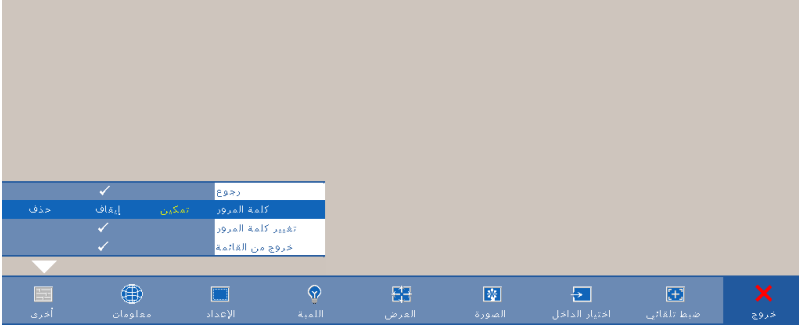 رجوع
كلمة المرور تمكين إيقاف حذف
تغيير كلمة المرور
خروج من القائمة
خروج ضبط تلقائي اختيار الداخل الصورة العرض اللمبة الإعداد معلومات أخرى